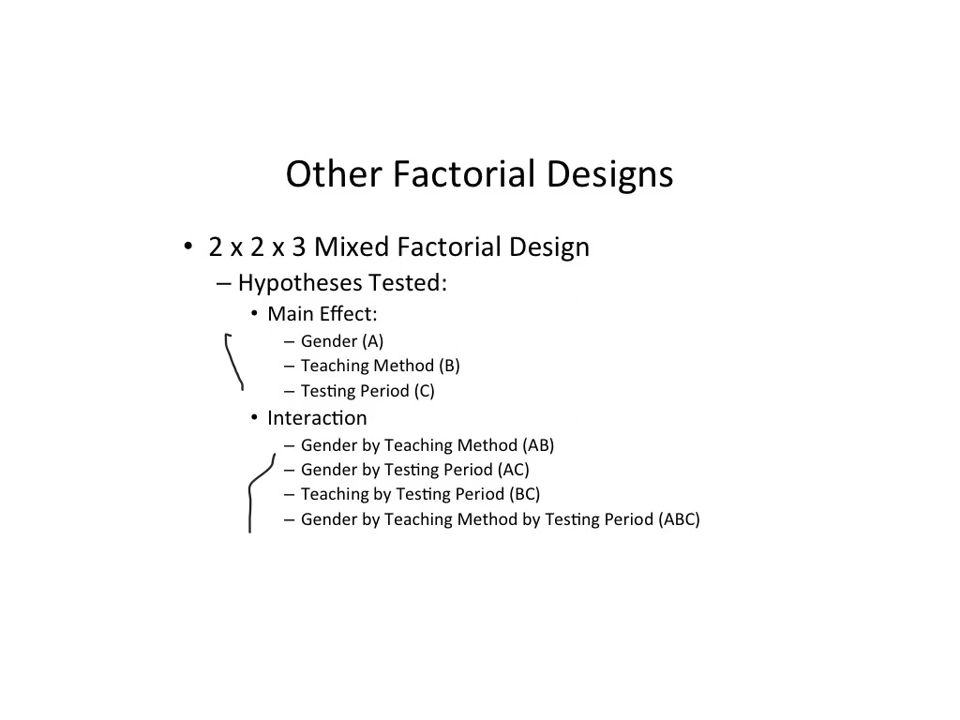 Other Factorial Designs
• 2 x 2 x 3 Mixed Factorial Design
– Hypotheses Tested:
• Main Effect:
– Gender (A)
– Teaching Method (B)
– Testing Period (C)
• Interaction
– Gender by Teaching Method (AB)
– Gender by Testing Period (AC)
– Teaching by Testing Period (BC)
– Gender by Teaching Method by Testing Period (ABC)